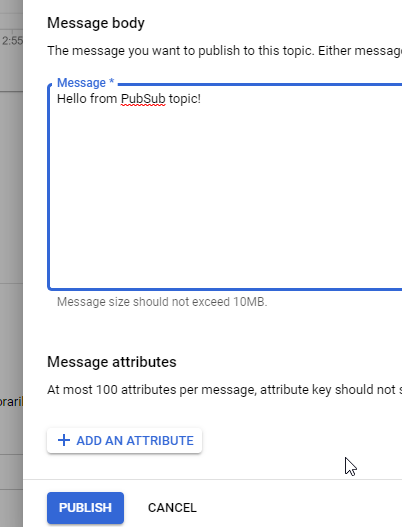 Message body
2:55
The message you want to publish to this topic. Either message
Message *
Hello from PubSub topic!
Message size should not exceed 10MB.
Message attributes
At most 100 attributes per message, attribute key should not
+ ADD AN ATTRIBUTE
PUBLISH CANCEL